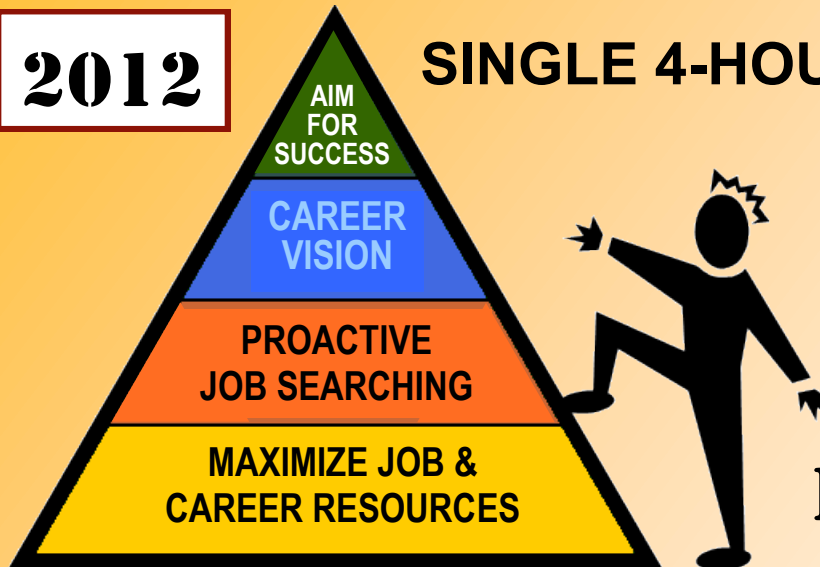 2012
SINGLE 4-HOU
AIM
FOR
SUCCESS
CAREER
VISION
PROACTIVE
JOB SEARCHING
MAXIMIZE JOB &
CAREER RESOURCES